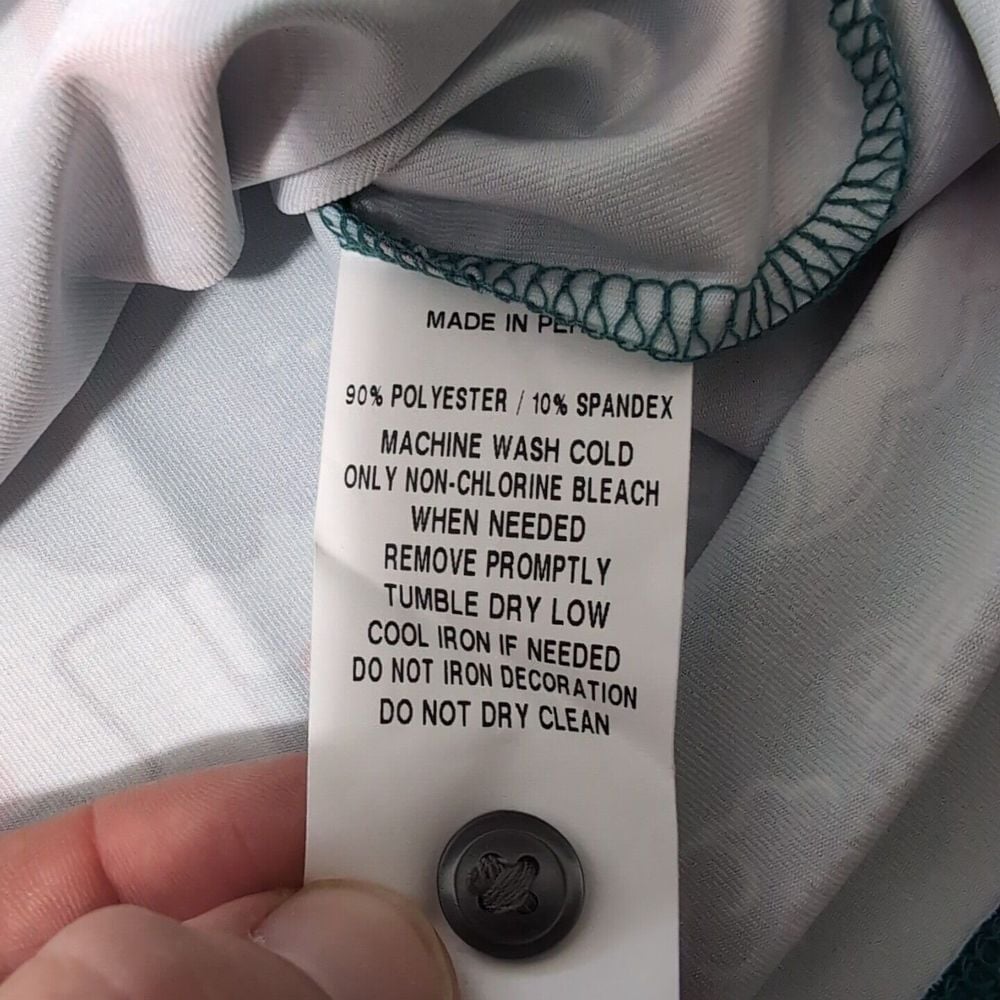 MADE IN
90% POLYESTER / 10% SPANDEX
MACHINE WASH COLD
ONLY NON-CHLORINE BLEACH
WHEN NEEDED
REMOVE PROMPTLY
TUMBLE DRY LOW
COOL IRON IF NEEDED
DO NOT IRON DECORATION
DO NOT DRY CLEAN